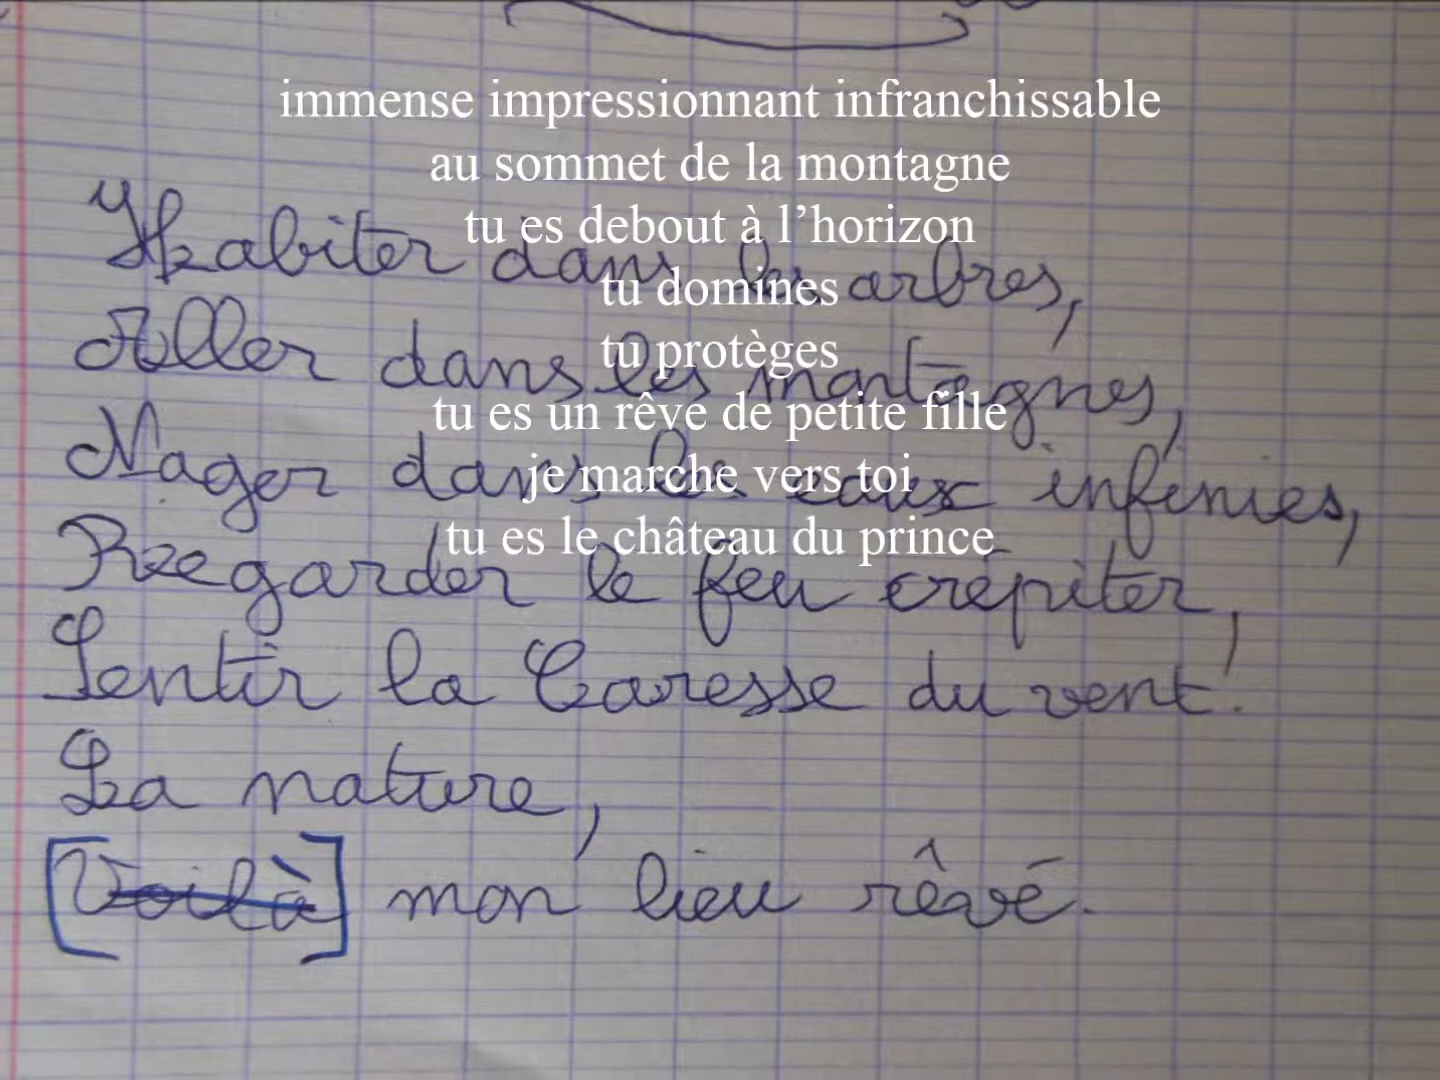 immense impressionnant infranchissable
au sommet de la montagne
tu es debout à l’horizon
tu domines
tu protèges
tu es un rêve de petite fille
je marche vers toi
tu es le château du prince
Habiter dans les arbres,
Aller dans les montagnes,
Nager dans les eaux infinies,
Regarder le feu crépiter,
Sentir la Caresse du vent.
La nature,
[Voilà] mon lieu rêvé.